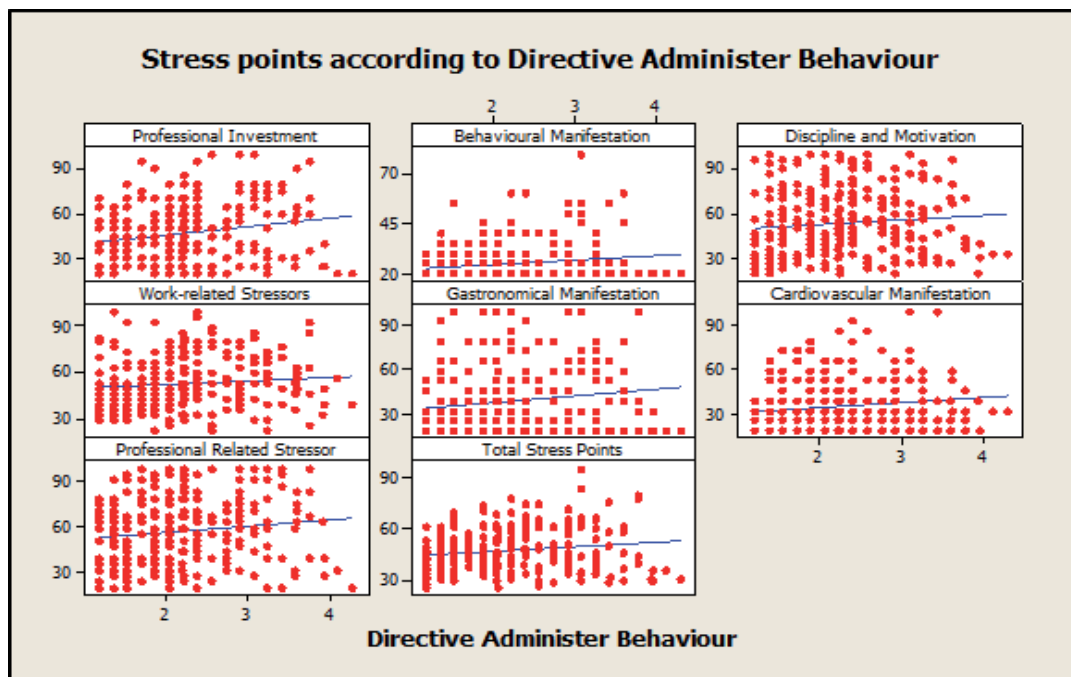 Stress points according to Directive Administer Behaviour
2 3 4
Professional Investment Behavioural Manifestation Discipline and Motivation
90 70 90
60 45 60
30 20 30
Work-related Stressors Gastronomical Manifestation Cardiovascular Manifestation
90 90 90
60 60 60
30 30 30
Professional Related Stressor Total Stress Points
2 3 4
90 90
60 60
30 30
2 3 4
Directive Administer Behaviour